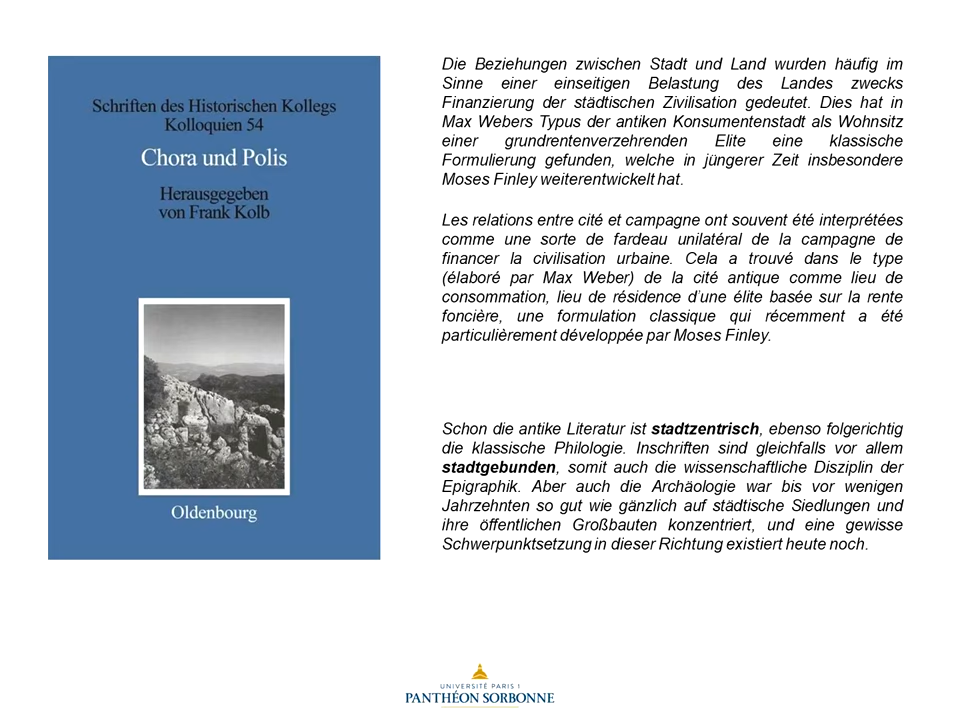 Schriften des Historischen Kollegs
Kolloquien 54
Chora und Polis
Herausgegeben
von Frank Kolb
Oldenbourg
Die Beziehungen zwischen Stadt und Land wurden häufig im
Sinne einer einseitigen Belastung des Landes zwecks
Finanzierung der städtischen Zivilisation gedeutet. Dies hat in
Max Webers Typus der antiken Konsumentenstadt als Wohnsitz
einer grundrentenverzehrenden Elite eine klassische
Formulierung gefunden, welche in jüngerer Zeit insbesondere
Moses Finley weiterentwickelt hat.
Les relations entre cité et campagne ont souvent été interprétées
comme une sorte de fardeau unilatéral de la campagne de
financer la civilisation urbaine. Cela a trouvé dans le type
(élaboré par Max Weber) de la cité antique comme lieu de
consommation, lieu de résidence d'une élite basée sur la rente
foncière, une formulation classique qui récemment a été
particulièrement développée par Moses Finley.
Schon die antike Literatur ist stadtzentrisch, ebenso folgerichtig
die klassische Philologie. Inschriften sind gleichfalls vor allem
stadtgebunden, somit auch die wissenschaftliche Disziplin der
Epigraphik. Aber auch die Archäologie war bis vor wenigen
Jahrzehnten so gut wie gänzlich auf städtische Siedlungen und
ihre öffentlichen Großbauten konzentriert, und eine gewisse
Schwerpunktsetzung in dieser Richtung existiert heute noch.
UNIVERSITÉ PARIS 1
PANTHÉON SORBONNE